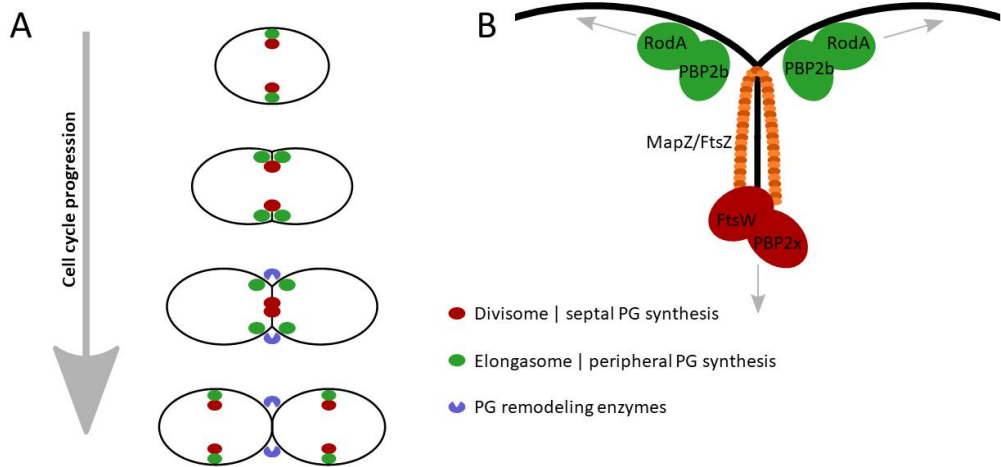 A
Cell cycle progression
B
RodA
PBP2b
RodA
PBP2b
MapZ/FtsZ
FtsW
PBP2x
Divisome | septal PG synthesis
Elongasome | peripheral PG synthesis
PG remodeling enzymes